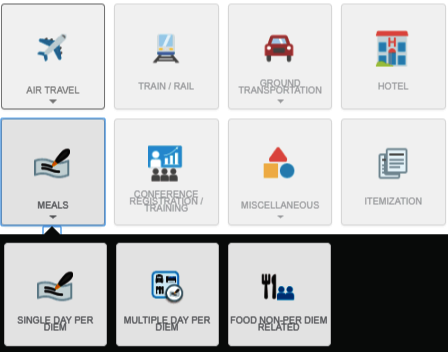 AIR TRAVEL
TRAIN / RAIL
GROUND
TRANSPORTATION
HOTEL
MEALS
CONFERENCE
REGISTRATION /
TRAINING
MISCELLANEOUS
ITEMIZATION
SINGLE DAY PER
DIEM
MULTIPLE DAY PER
DIEM
FOOD NON-PER DIEM
RELATED